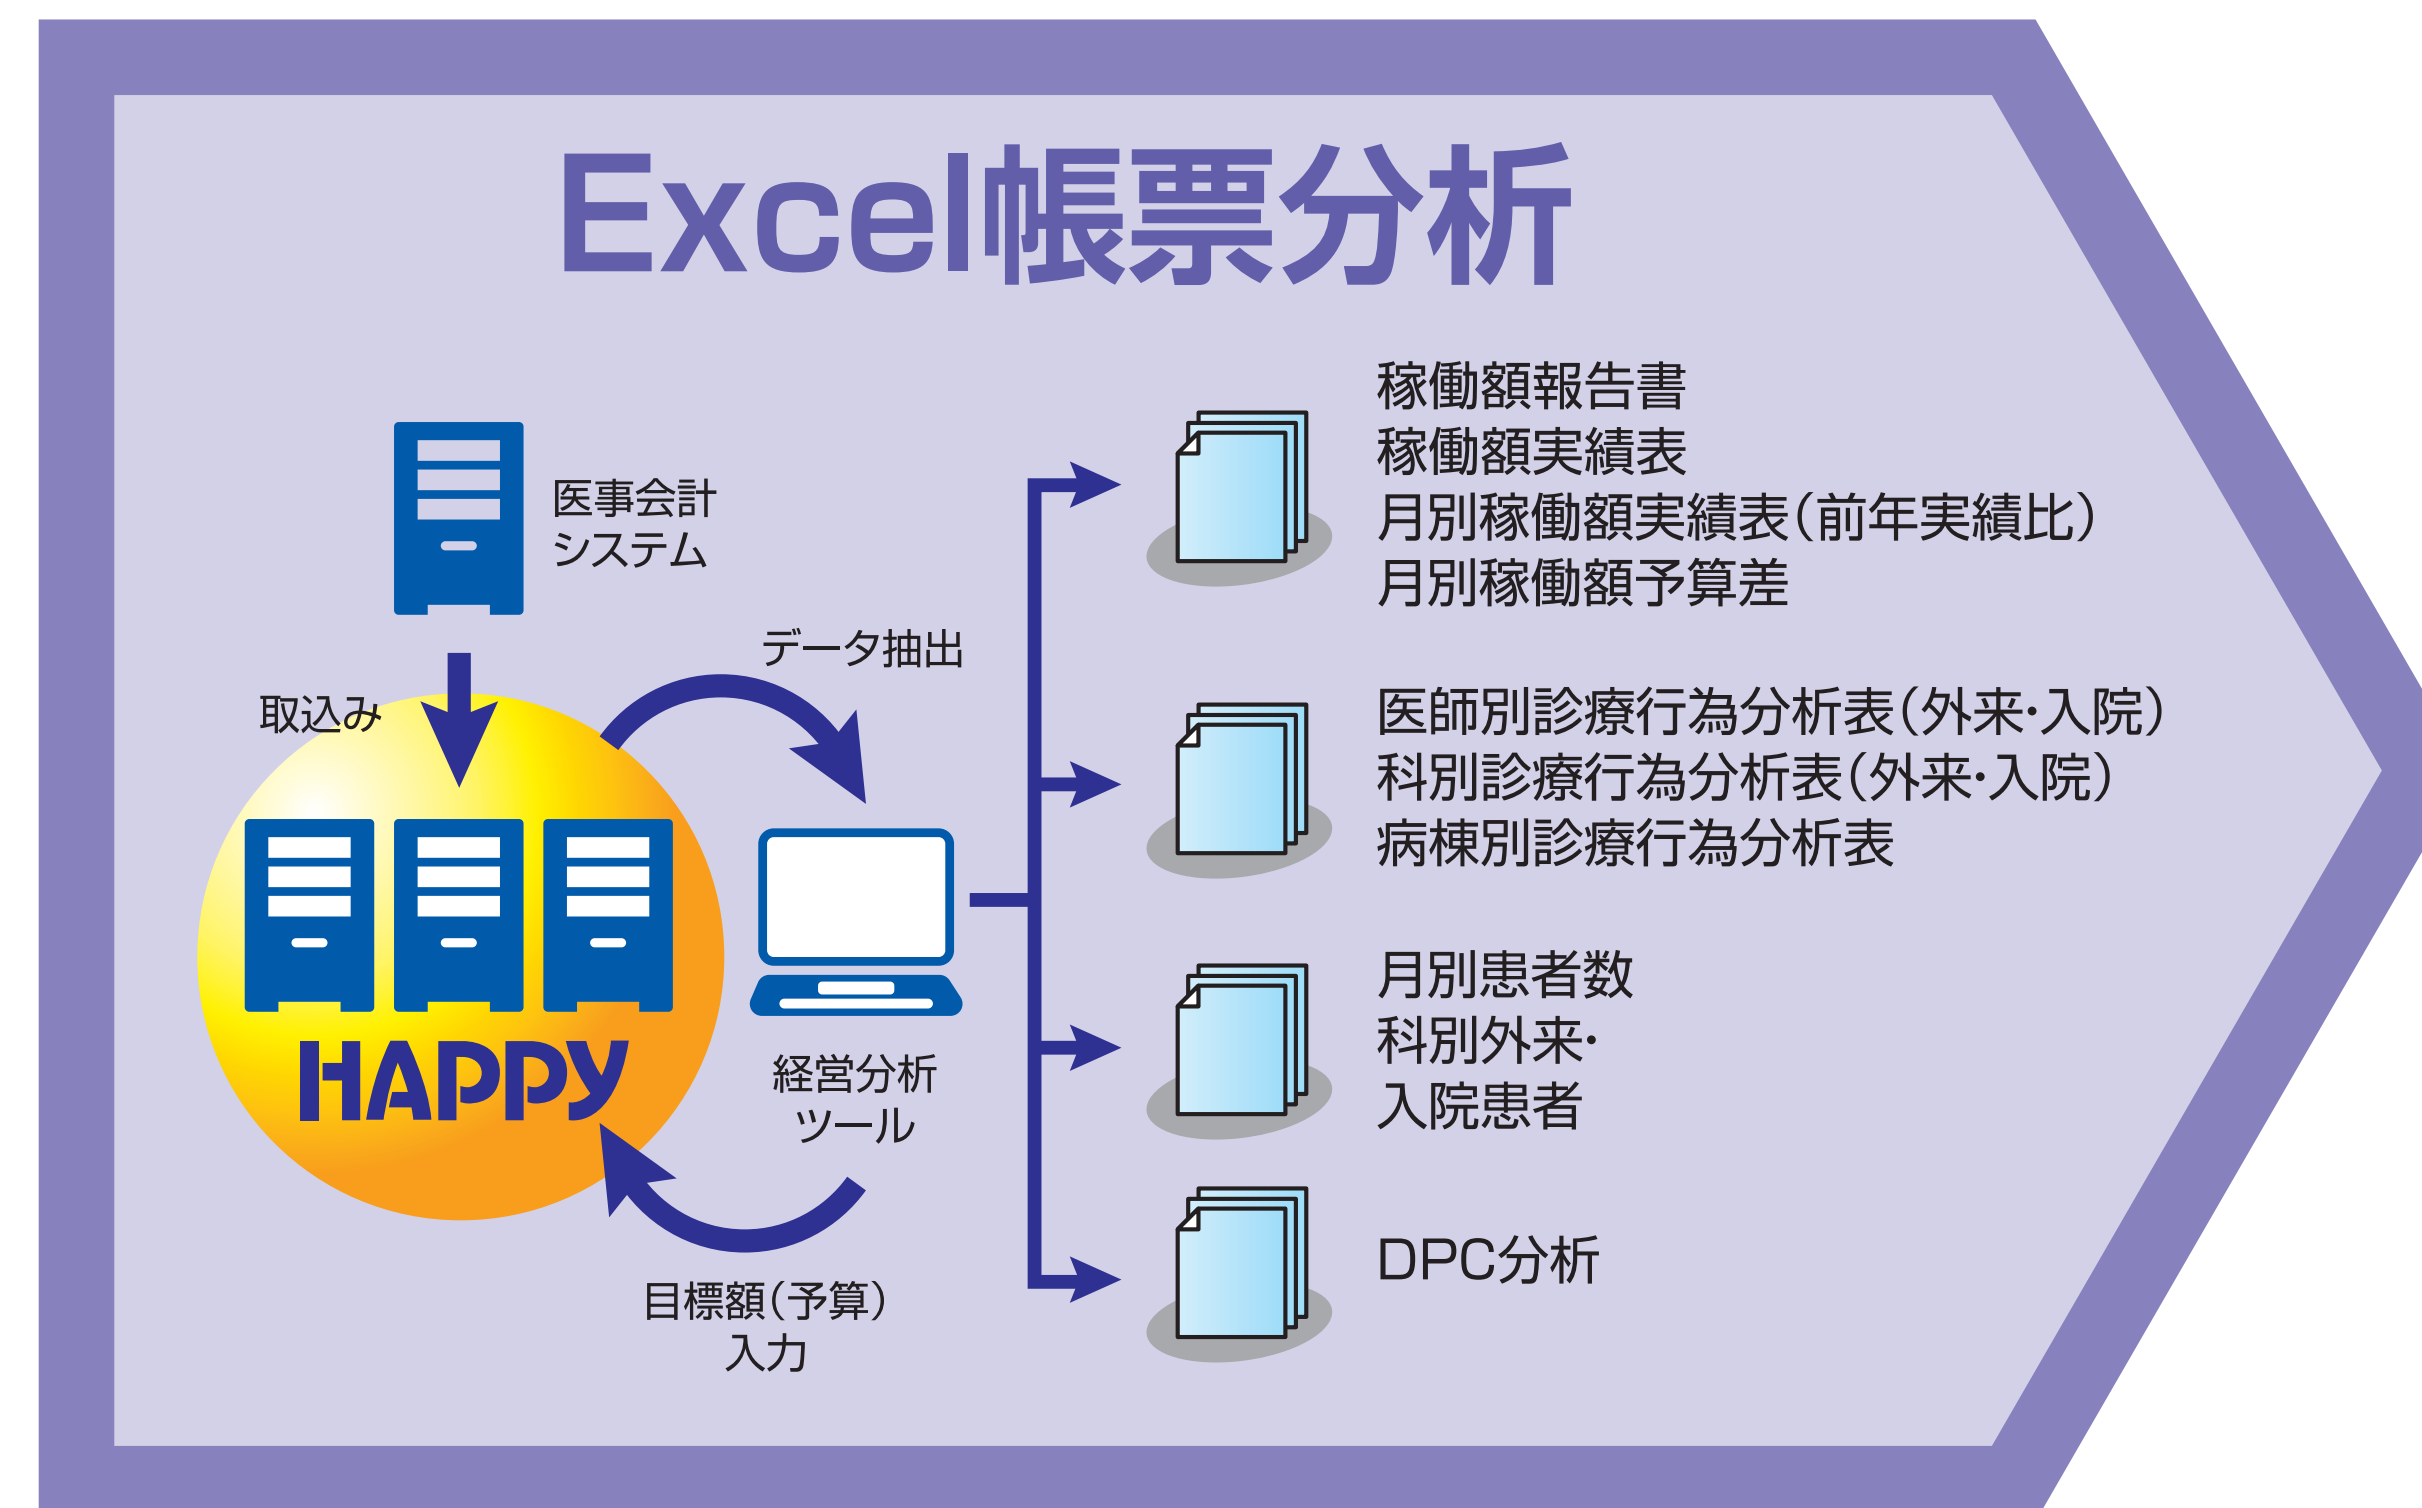 Excel帳票分析
医事会計
システム
取込み
データ抽出
HAPPY
経営分析
ツール
目標額(予算)
入力
稼働額報告書
稼働額実績表
月別稼働額実績表(前年実績比)
月別稼働額予算差
医師別診療行為分析表(外来・入院)
科別診療行為分析表(外来・入院)
病棟別診療行為分析表
月別患者数
科別外来・
入院患者
DPC分析